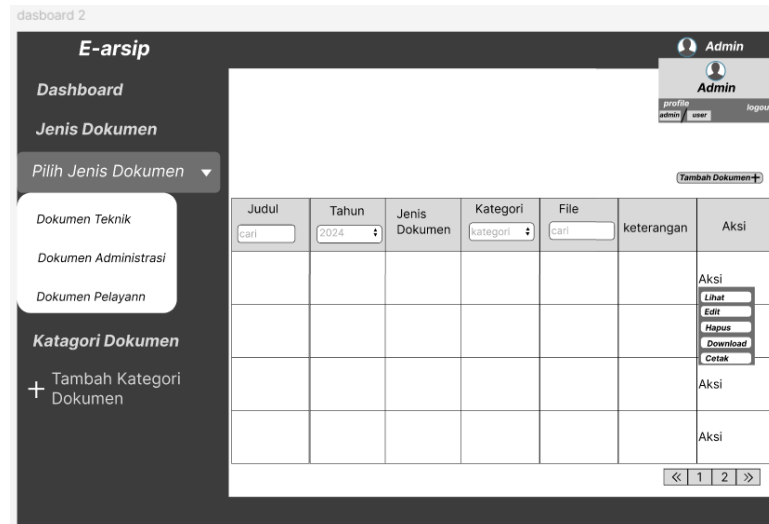 dasboard 2
E-arsip
Admin
Admin
profile
logou
admin / user
Dashboard
Jenis Dokumen
Pilih Jenis Dokumen
Tambah Dokumen+
Dokumen Teknik
Dokumen Administrasi
Dokumen Pelayann
Katagori Dokumen
+ Tambah Kategori
Dokumen
Judul
Tahun
Jenis
Dokumen
Kategori
File
keterangan
Aksi
cari
2024
kategori
cari
Aksi
Lihat
Edit
Hapus
Download
Cetak
Aksi
Aksi
« 1 2 »